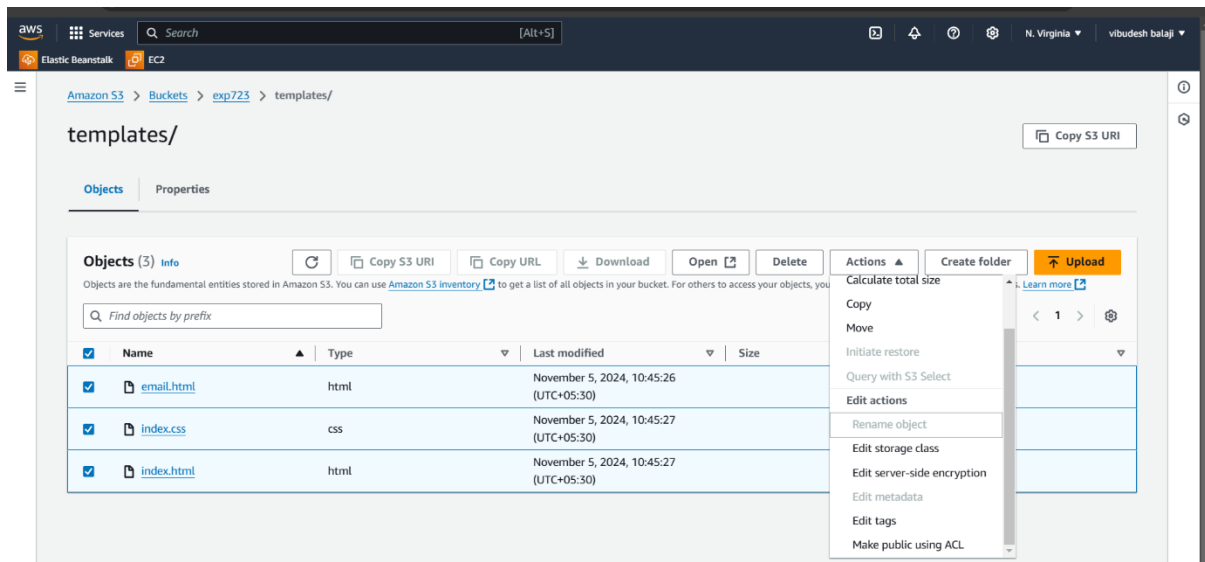 aws Services Search [Alt+S] N. Virginia vibudesh balaji
Elastic Beanstalk EC2
Amazon S3 > Buckets > exp723 > templates/
templates/
Copy S3 URI
Objects Properties
Objects (3) Info Copy S3 URI Copy URL Download Open Delete Actions Create folder Upload
Objects are the fundamental entities stored in Amazon S3. You can use Amazon S3 inventory to get a list of all objects in your bucket. For others to access your objects, you s. Learn more
Find objects by prefix
< 1 >
Name Type Last modified Size
email.html html November 5, 2024, 10:45:26
(UTC+05:30)
index.css css November 5, 2024, 10:45:27
(UTC+05:30)
index.html html November 5, 2024, 10:45:27
(UTC+05:30)
Calculate total size
Copy
Move
Initiate restore
Query with S3 Select
Edit actions
Rename object
Edit storage class
Edit server-side encryption
Edit metadata
Edit tags
Make public using ACL